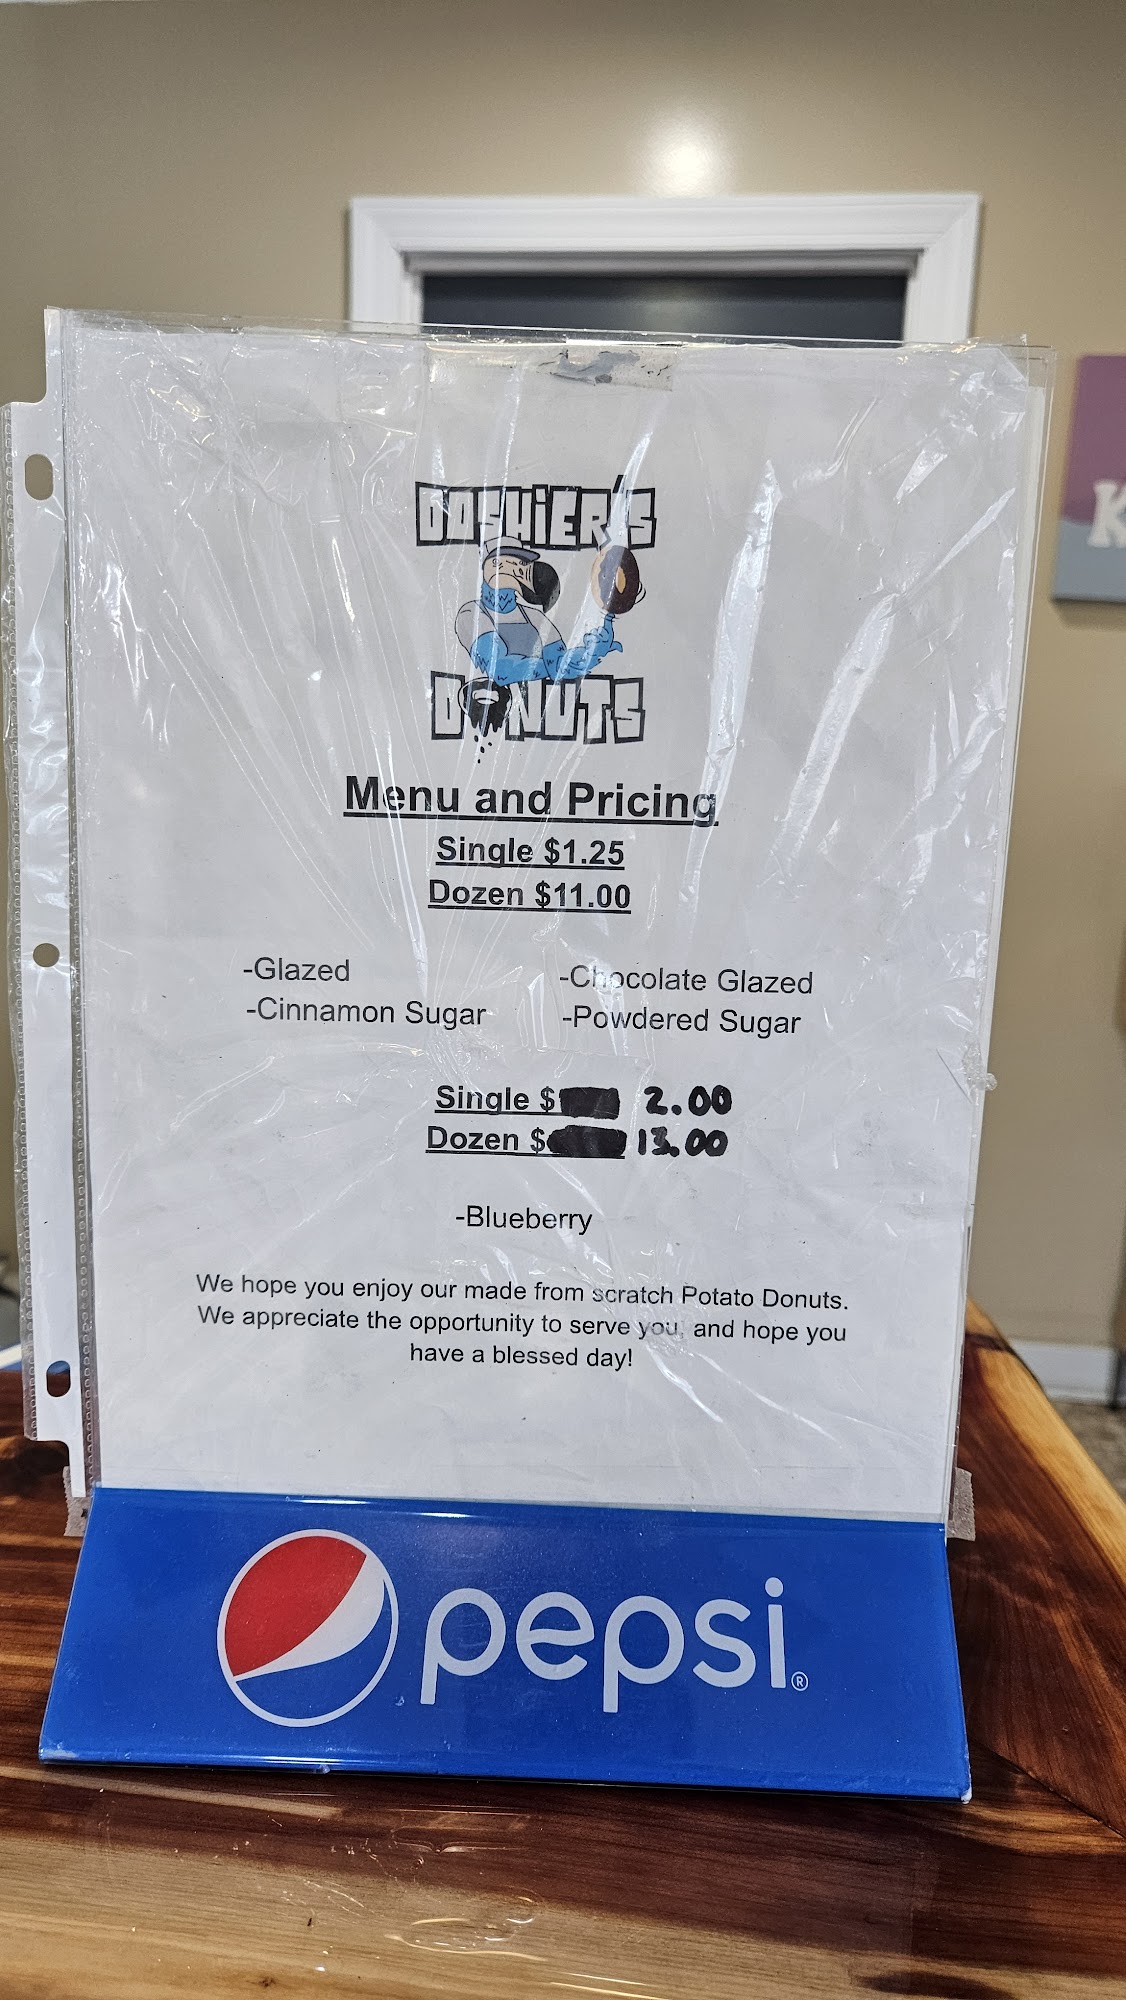 DOSHiER'S
DONUTS
Menu and Pricing
Single $1.25
Dozen $11.00
-Glazed -Chocolate Glazed
-Cinnamon Sugar -Powdered Sugar
Single $ 2.00
Dozen $ 13.00
-Blueberry
We hope you enjoy our made from scratch Potato Donuts.
We appreciate the opportunity to serve you, and hope you
have a blessed day!
pepsi®
K